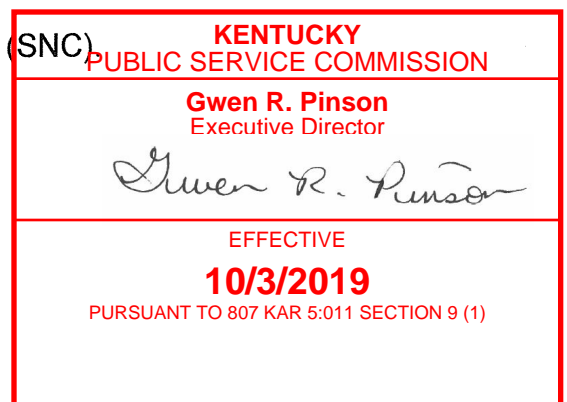 KENTUCKY
(SNC)
PUBLIC SERVICE COMMISSION
Gwen R. Pinson
Executive Director
Gwen R. Pinson
EFFECTIVE
10/3/2019
PURSUANT TO 807 KAR 5:011 SECTION 9 (1)